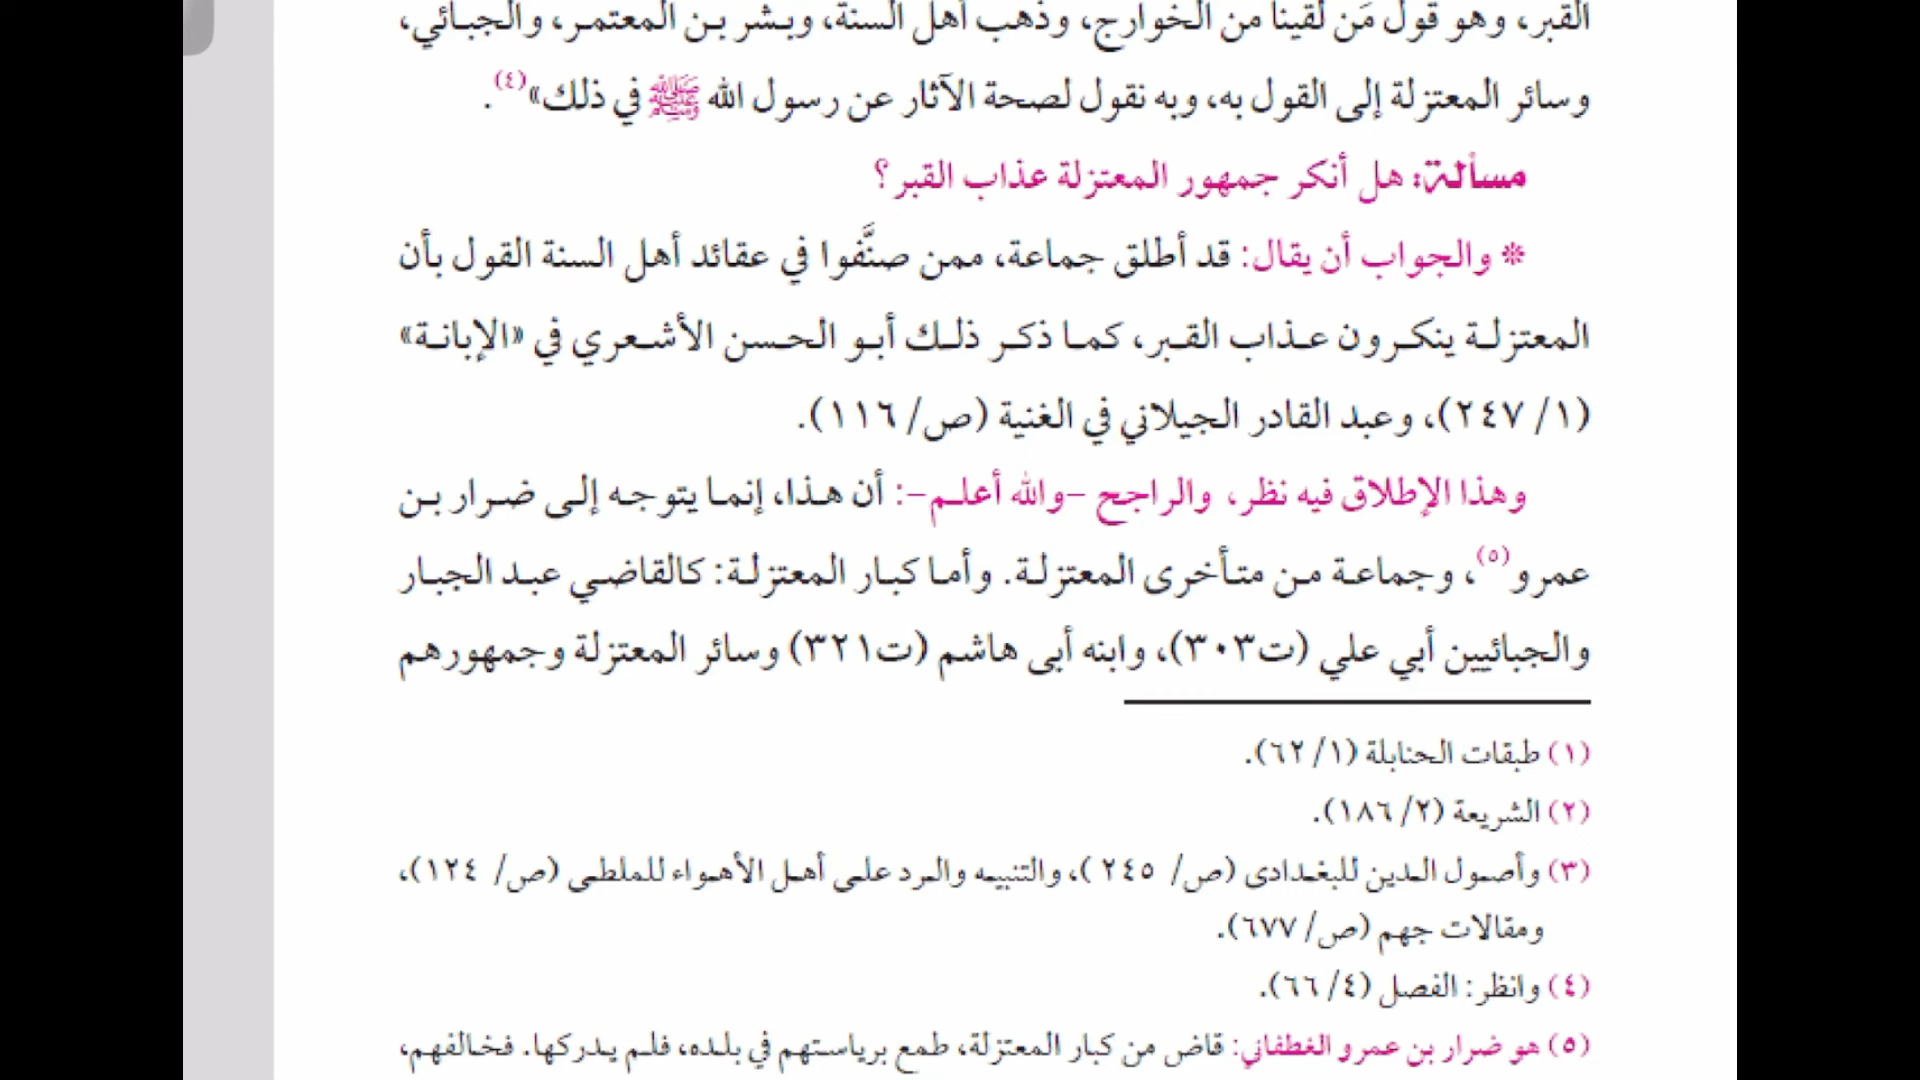 القبر، وهو قول مَن لقينا من الخوارج، وذهب أهل السنة، وبشر بن المعتمر، والجبائي،
وسائر المعتزلة إلى القول به، وبه نقول لصحة الآثار عن رسول الله ﷺ في ذلك»(٤).
مسألة: هل أنكر جمهور المعتزلة عذاب القبر؟
* والجواب أن يقال: قد أطلق جماعة، ممن صنَّفوا في عقائد أهل السنة القول بأن
المعتزلة ينكرون عذاب القبر، كما ذكر ذلك أبو الحسن الأشعري في «الإبانة»
(١/ ٢٤٧)، وعبد القادر الجيلاني في الغنية (ص/ ١١٦).
وهذا الإطلاق فيه نظر، والراجح -والله أعلم-: أن هذا، إنما يتوجه إلى ضرار بن
عمرو(٥)، وجماعة من متأخرى المعتزلة. وأما كبار المعتزلة: كالقاضي عبد الجبار
والجبائيين أبي علي (ت٣٠٣)، وابنه أبى هاشم (ت٣٢١) وسائر المعتزلة وجمهورهم
(١) طبقات الحنابلة (١/ ٦٢).
(٢) الشريعة (٢/ ١٨٦).
(٣) وأصول الدين للبغدادى (ص/ ٢٤٥ )، والتنبيه والرد على أهل الأهواء للملطى (ص/ ١٢٤)،
ومقالات جهم (ص/ ٦٧٧).
(٤) وانظر: الفصل (٤/ ٦٦).
(٥) هو ضرار بن عمرو الغطفاني: قاض من كبار المعتزلة، طمع برياستهم في بلده، فلم يدركها. فخالفهم،